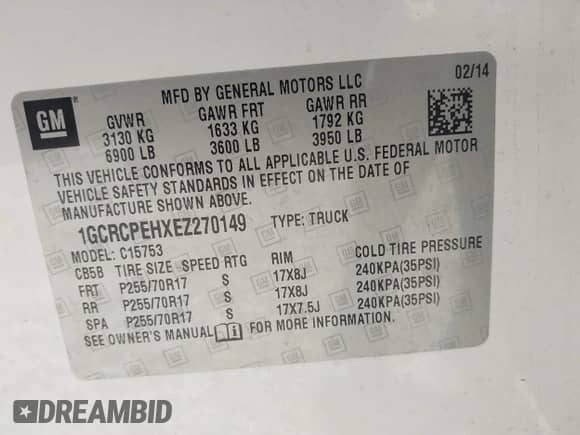 MFD BY GENERAL MOTORS LLC 02/14
GM ®
GVWR GAWR FRT GAWR RR
3130 KG 1633 KG 1792 KG
6900 LB 3600 LB 3950 LB
THIS VEHICLE CONFORMS TO ALL APPLICABLE U.S. FEDERAL MOTOR
VEHICLE SAFETY STANDARDS IN EFFECT ON THE DATE OF
MANUFACTURE SHOWN ABOVE.
1GCRCPEHXEZ270149 TYPE: TRUCK
MODEL: C15753
CB5B TIRE SIZE SPEED RTG RIM COLD TIRE PRESSURE
FRT P255/70R17 S 17X8J 240KPA(35PSI)
RR P255/70R17 S 17X8J 240KPA(35PSI)
SPA P255/70R17 S 17X7.5J 240KPA(35PSI)
SEE OWNER'S MANUAL FOR MORE INFORMATION.
DREAMBID